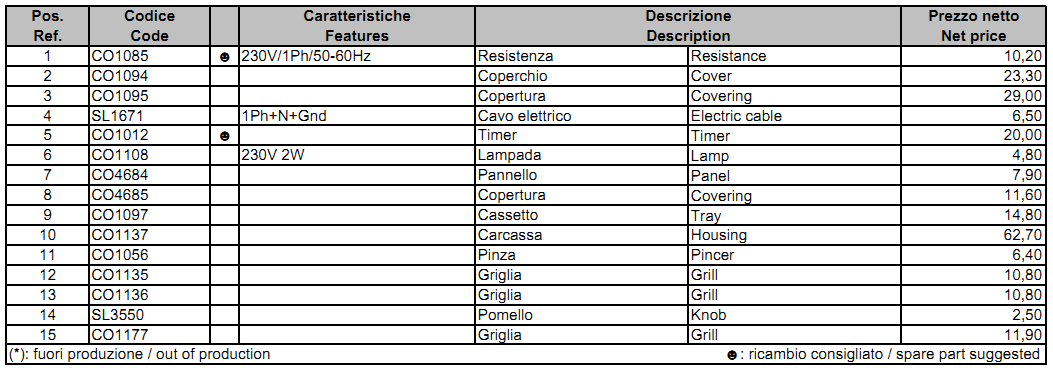 Pos. Codice Caratteristiche Descrizione Prezzo netto
Ref. Code Features Description Net price
1 CO1085 ☻ 230V/1Ph/50-60Hz Resistenza Resistance 10,20
2 CO1094 Coperchio Cover 23,30
3 CO1095 Copertura Covering 29,00
4 SL1671 1Ph+N+Gnd Cavo elettrico Electric cable 6,50
5 CO1012 ☻ Timer Timer 20,00
6 CO1108 230V 2W Lampada Lamp 4,80
7 CO4684 Pannello Panel 7,90
8 CO4685 Copertura Covering 11,60
9 CO1097 Cassetto Tray 14,80
10 CO1137 Carcassa Housing 62,70
11 CO1056 Pinza Pincer 6,40
12 CO1135 Griglia Grill 10,80
13 CO1136 Griglia Grill 10,80
14 SL3550 Pomello Knob 2,50
15 CO1177 Griglia Grill 11,90
(*): fuori produzione / out of production ☻: ricambio consigliato / spare part suggested